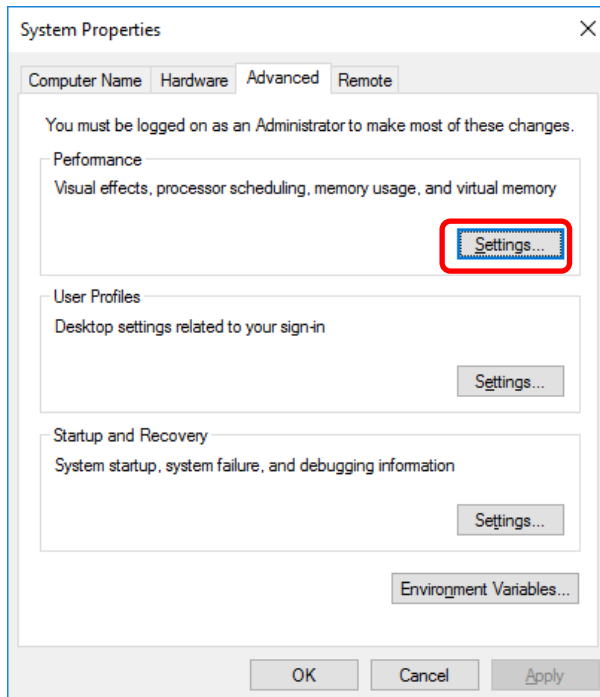 System Properties
Computer Name Hardware Advanced Remote
You must be logged on as an Administrator to make most of these changes.
Performance
Visual effects, processor scheduling, memory usage, and virtual memory
Settings...
User Profiles
Desktop settings related to your sign-in
Settings...
Startup and Recovery
System startup, system failure, and debugging information
Settings...
Environment Variables...
OK Cancel Apply